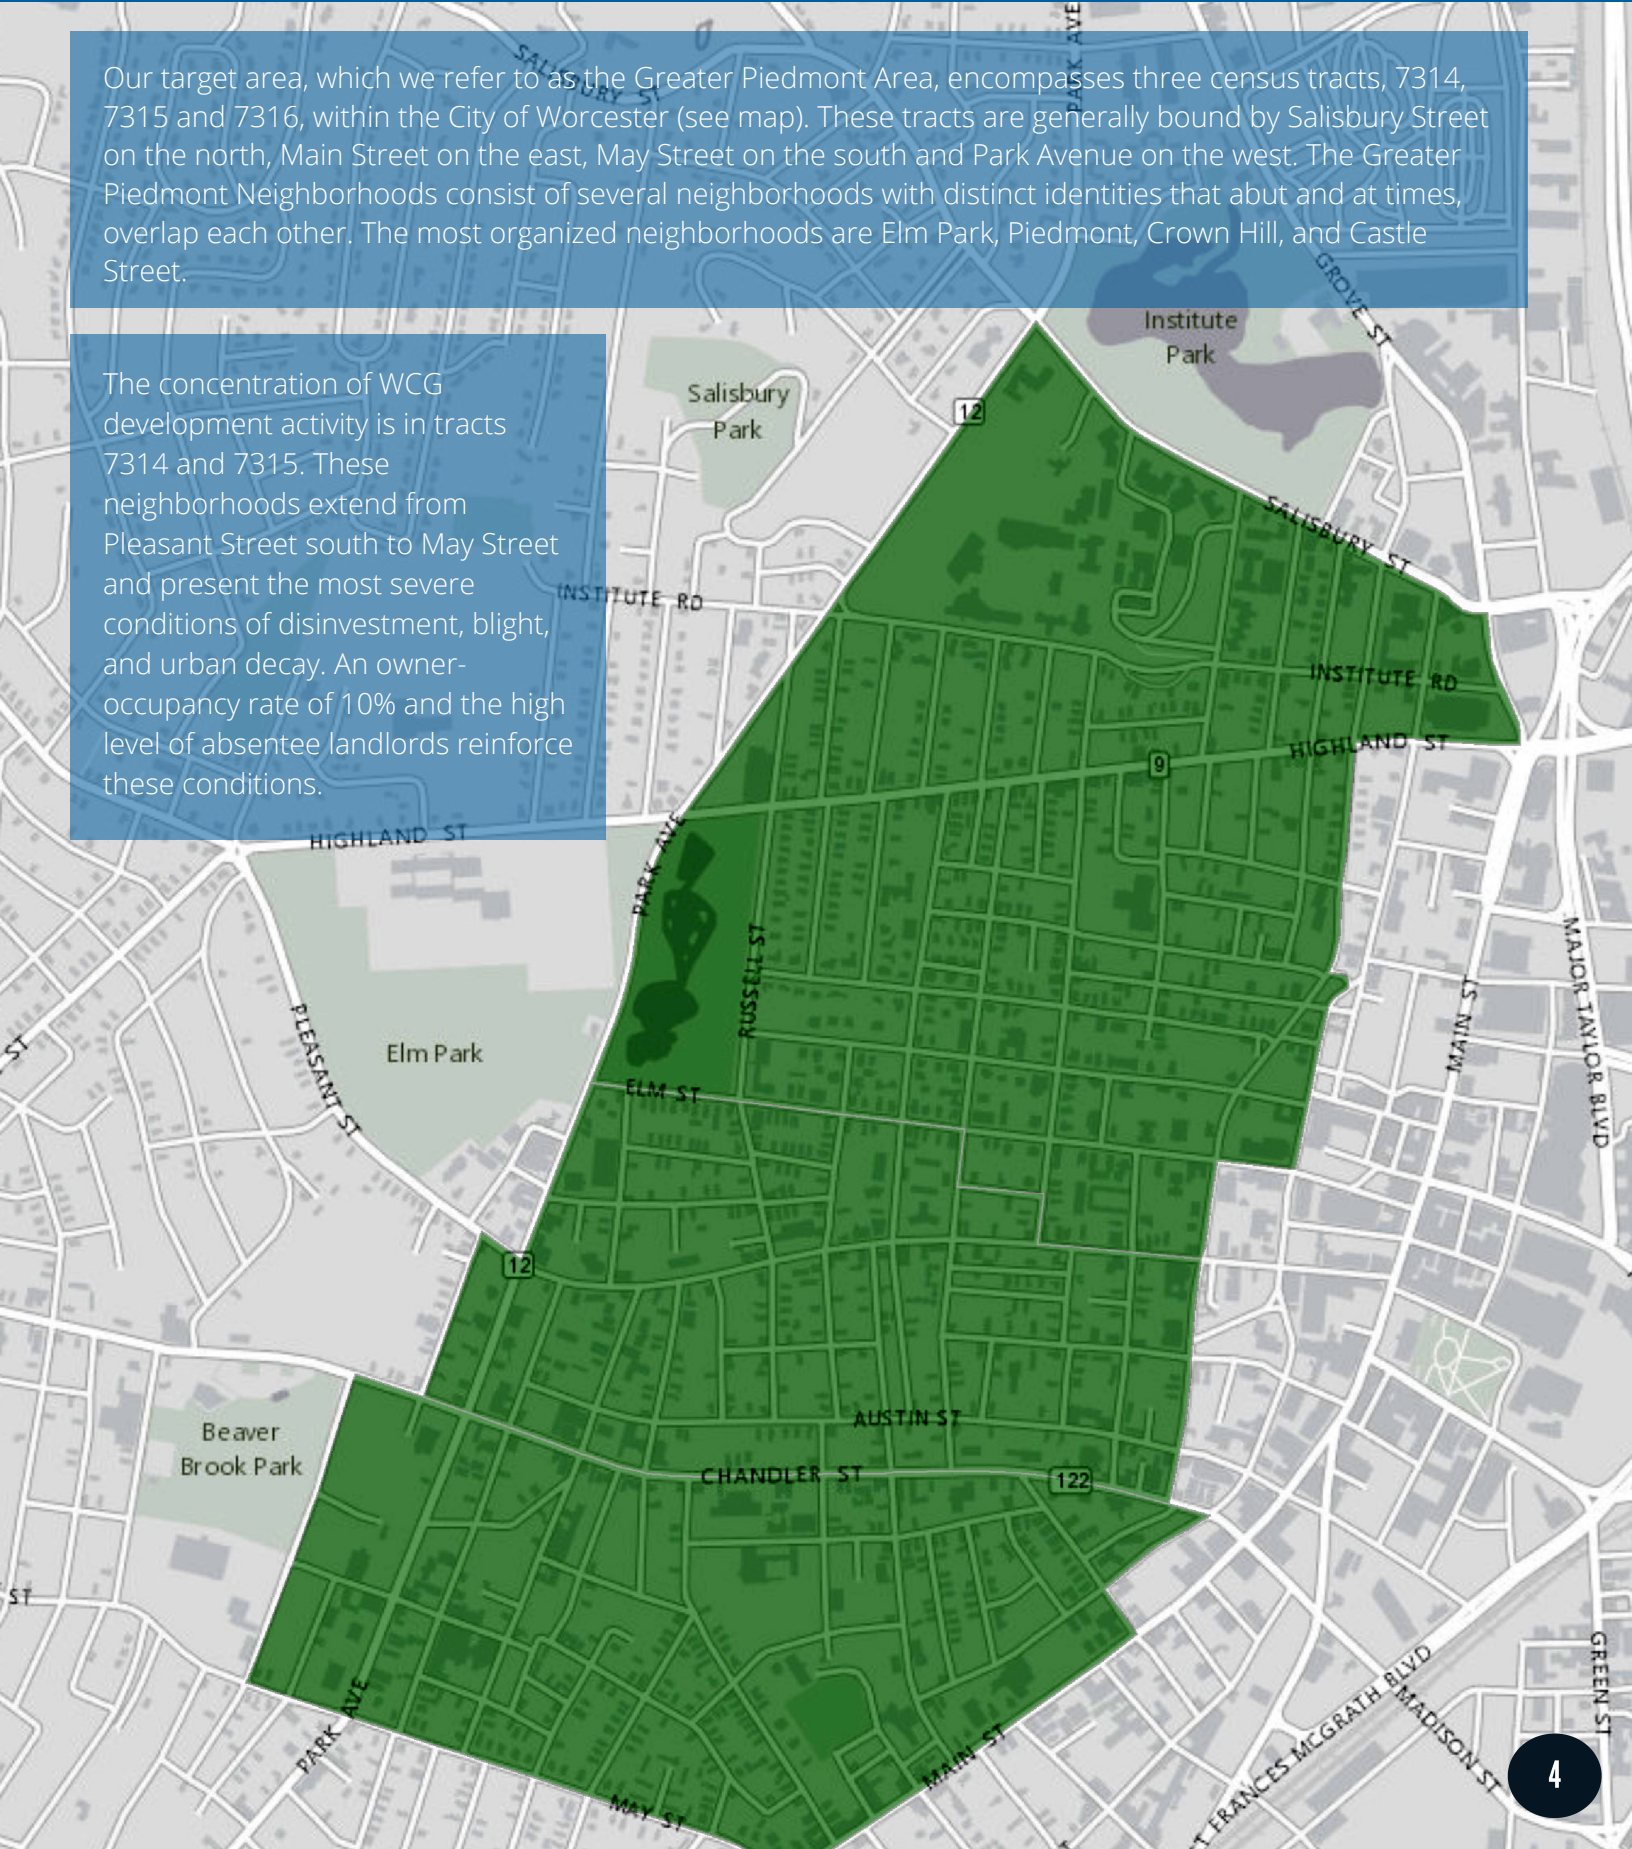 Our target area, which we refer to as the Greater Piedmont Area, encompasses three census tracts, 7314,
7315 and 7316, within the City of Worcester (see map). These tracts are generally bound by Salisbury Street
on the north, Main Street on the east, May Street on the south and Park Avenue on the west. The Greater
Piedmont Neighborhoods consist of several neighborhoods with distinct identities that abut and at times,
overlap each other. The most organized neighborhoods are Elm Park, Piedmont, Crown Hill, and Castle
Street.
The concentration of WCG
development activity is in tracts
7314 and 7315. These
neighborhoods extend from
Pleasant Street south to May Street
and present the most severe
conditions of disinvestment, blight,
and urban decay. An owner-
occupancy rate of 10% and the high
level of absentee landlords reinforce
these conditions.
SALISBURY ST
PARK AVE
GROVE ST
Institute
Park
Salisbury
Park
12
SALISBURY ST
INSTITUTE RD
INSTITUTE RD
HIGHLAND ST
9
HIGHLAND ST
PARK AVE
RUSSELL ST
MAJOR TAYLOR BLVD
MAIN ST
PLEASANT ST
ST
Elm Park
ELM ST
12
AUSTIN ST
Beaver
Brook Park
CHANDLER ST
122
ST
PARK AVE
MAIN ST
MAY ST
ST FRANCES MCGRATH BLVD
MADISON ST
GREEN ST
4